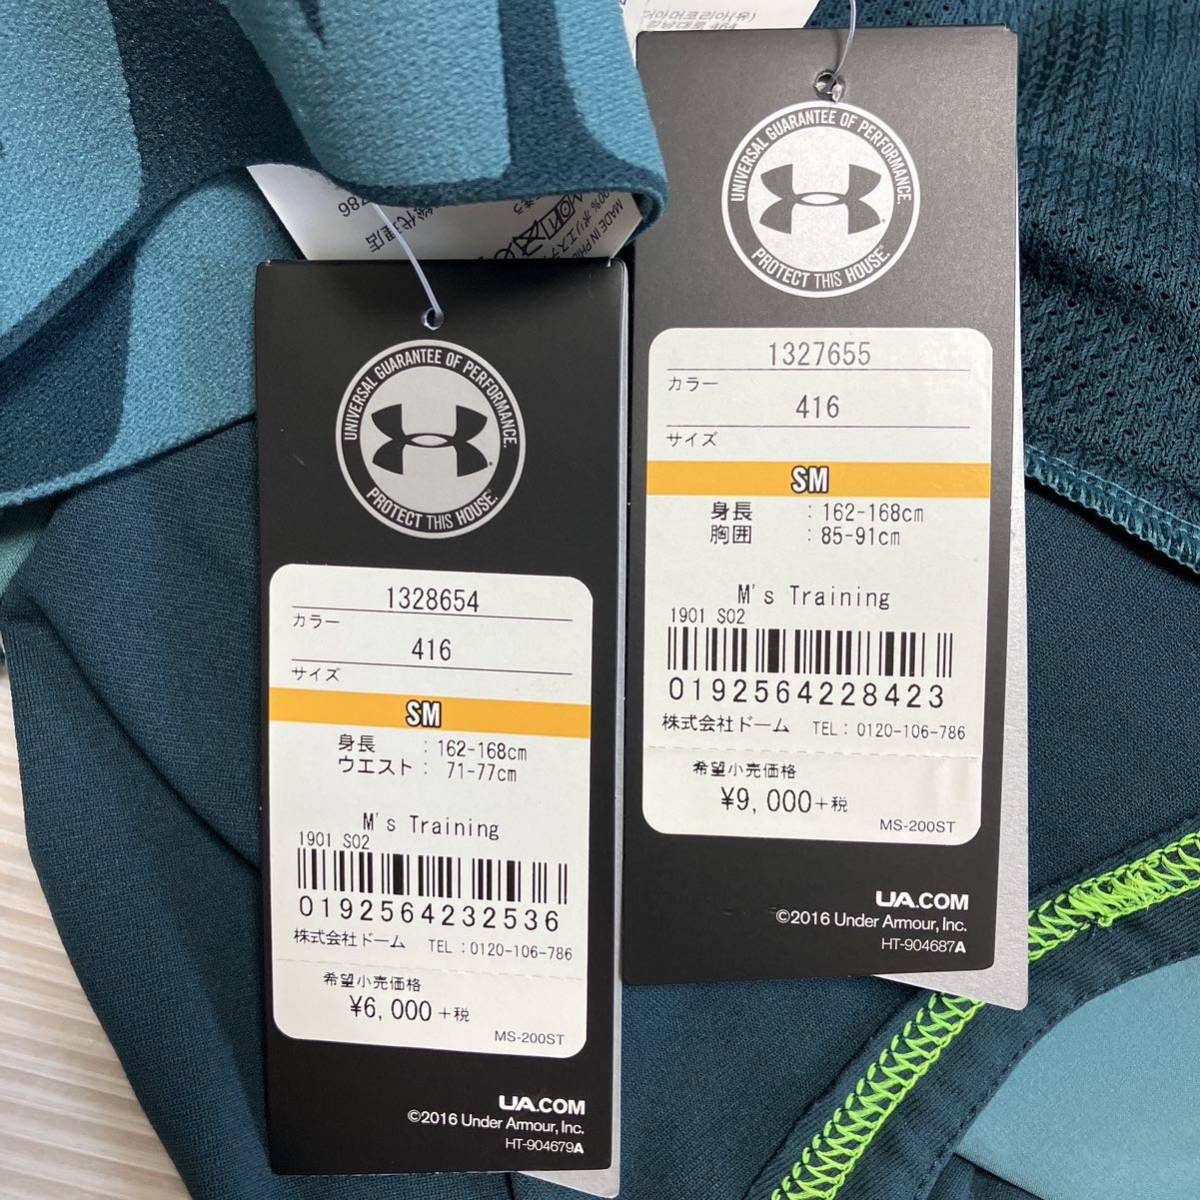 UNIVERSAL GUARANTEE OF PERFORMANCE.
PROTECT THIS HOUSE.
1328654
カラー
416
サイズ
SM
身長 : 162-168cm
ウエスト : 71-77cm
M's Training
1901 S02
0192564232536
株式会社ドーム TEL : 0120-106-786
希望小売価格
¥6,000+税
MS-200ST
UA.COM
©2016 Under Armour, Inc.
HT-904679A
UNIVERSAL GUARANTEE OF PERFORMANCE.
PROTECT THIS HOUSE.
1327655
カラー
416
サイズ
SM
身長 : 162-168cm
胸囲 : 85-91cm
M's Training
1901 S02
0192564228423
株式会社ドーム TEL : 0120-106-786
希望小売価格
¥9,000+税
MS-200ST
UA.COM
©2016 Under Armour, Inc.
HT-904687A
MADE IN
786
代理店